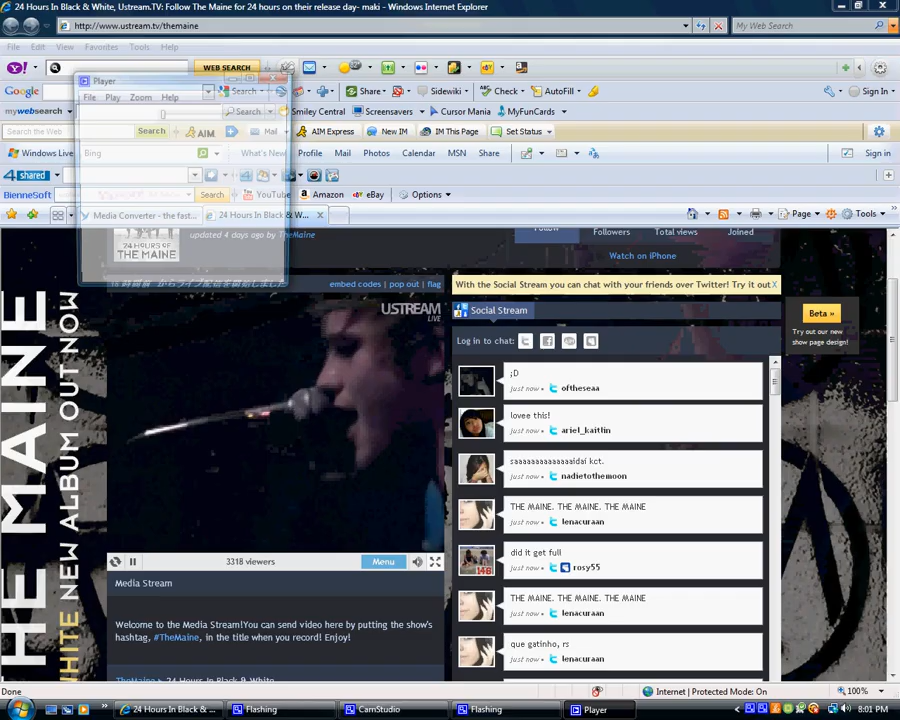 24 Hours In Black & White, Ustream.TV: Follow The Maine for 24 hours on their release day- maki - Windows Internet Explorer
http://www.ustream.tv/themaine
My Web Search
File Edit View Favorites Tools Help
Y! WEB SEARCH
Player
Google Search Share Sidewiki Check AutoFill Sign In
File Play Zoom Help
mywebsearch Search Smiley Central Screensavers Cursor Mania MyFunCards
Search the Web Search AIM Mail AIM Express New IM IM This Page Set Status
Windows Live Bing What's New Profile Mail Photos Calendar MSN Share Sign in
4shared
BienneSoft Search YouTube Amazon eBay Options
Media Converter - the fast... 24 Hours In Black & W... Page Tools
24 HOURS OF
THE MAINE
updated 4 days ago by TheMaine
Follow Followers Total views Joined
Watch on iPhone
embed codes | pop out | flag
With the Social Stream you can chat with your friends over Twitter! Try it out X
USTREAM
LIVE
Social Stream
Beta »
Try out our new
show page design!
Log in to chat:
;D
just now • oftheseaa
lovee this!
just now • ariel_kaitlin
saaaaaaaaaaaaidai kct.
just now • nadietothemoon
THE MAINE. THE MAINE. THE MAINE
just now • lenacuraan
did it get full
just now • rosy55
THE MAINE. THE MAINE. THE MAINE
just now • lenacuraan
que gatinho, rs
just now • lenacuraan
HE MAINE
HITE NEW ALBUM OUT NOW
3318 viewers
Menu
Media Stream
Welcome to the Media Stream!You can send video here by putting the show's
hashtag, #TheMaine, in the title when you record! Enjoy!
TheMaine > 24 Hours In Black & White
Done
Internet | Protected Mode: On
100%
24 Hours In Black & ...
Flashing
CamStudio
Flashing
Player
8:01 PM